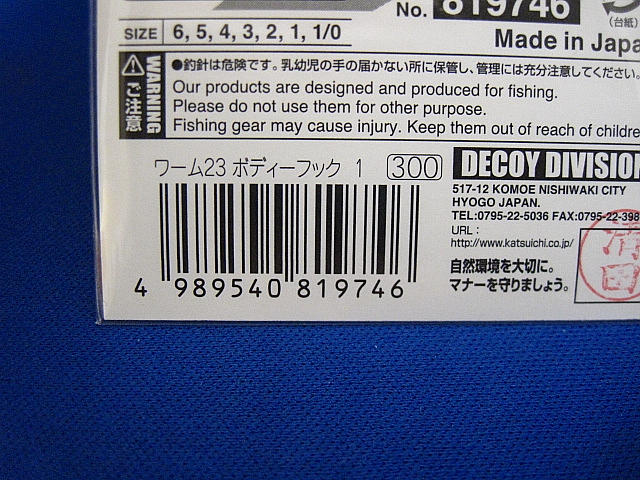 No. 819746
(台紙)
SIZE 6, 5, 4, 3, 2, 1, 1/0
Made in Japa
WARNING
ご注意
●釣針は危険です。乳幼児の手の届かない所に保管し、管理には充分注意してください。
Our products are designed and produced for fishing.
Please do not use them for other purpose.
Fishing gear may cause injury. Keep them out of reach of childre
ワーム23 ボディーフック 1 300
DECOY DIVISION
517-12 KOMOE NISHIWAKI CITY
HYOGO JAPAN.
TEL:0795-22-5036 FAX:0795-22-398
URL:
http://www.katsuichi.co.jp/
自然環境を大切に。
マナーを守りましょう。
4 989540 819746